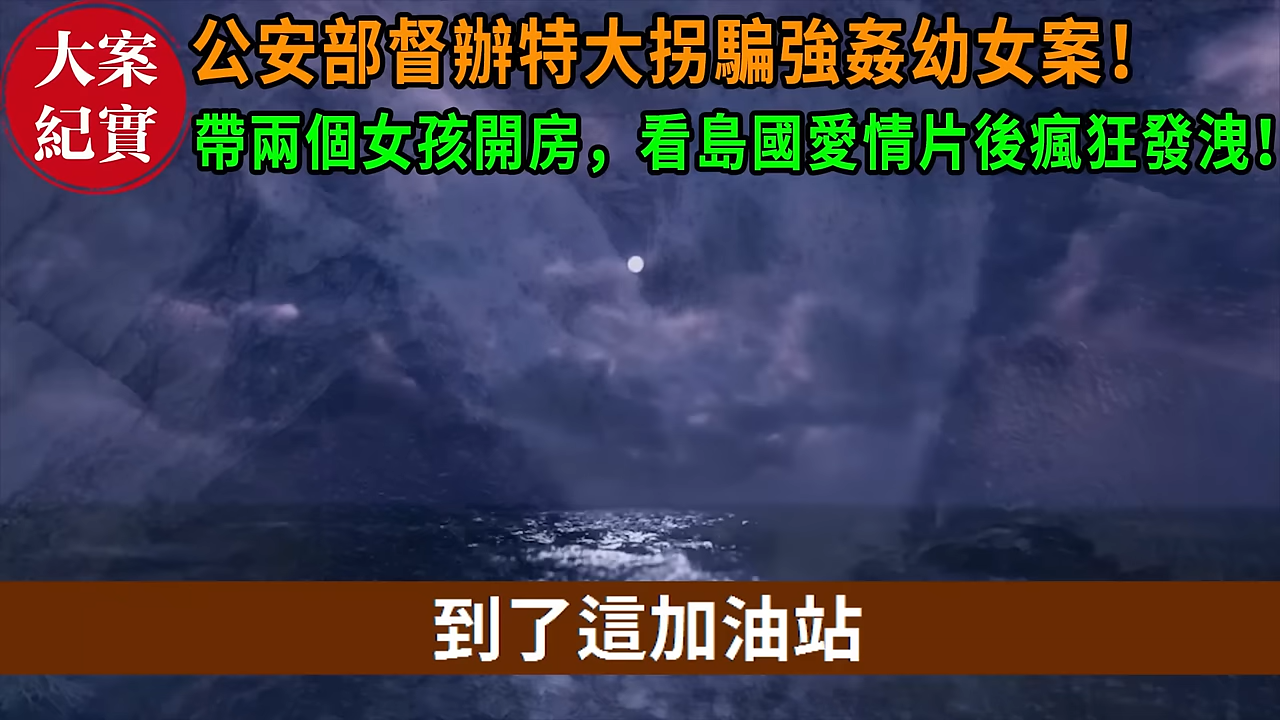 大案
紀實
公安部督辦特大拐騙強姦幼女案！
帶兩個女孩開房，看島國愛情片後瘋狂發洩！
到了這加油站